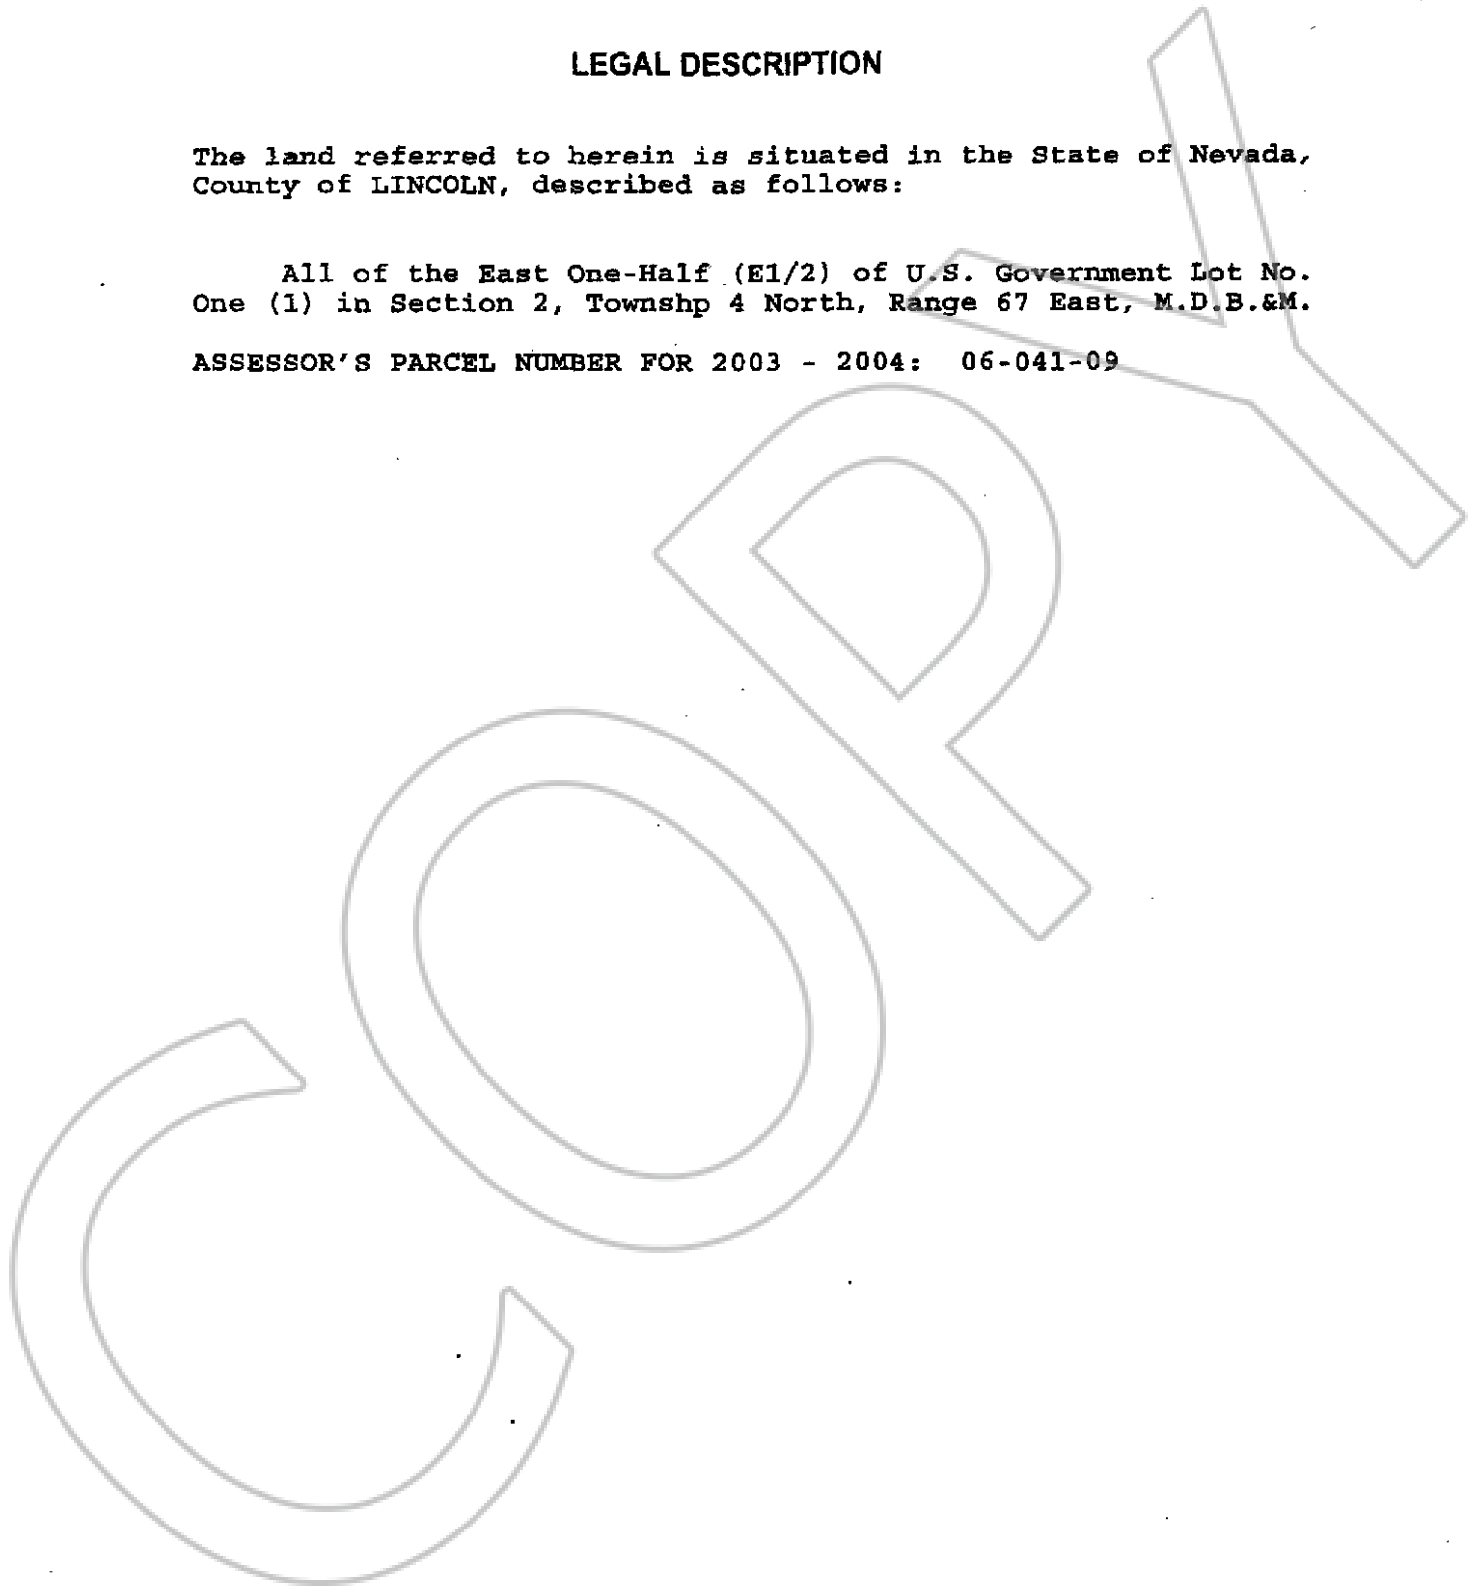 LEGAL DESCRIPTION
The land referred to herein is situated in the State of Nevada,
County of LINCOLN, described as follows:
All of the East One-Half (E1/2) of U.S. Government Lot No.
One (1) in Section 2, Townshp 4 North, Range 67 East, M.D.B.&M.
ASSESSOR'S PARCEL NUMBER FOR 2003 - 2004: 06-041-09
COPY